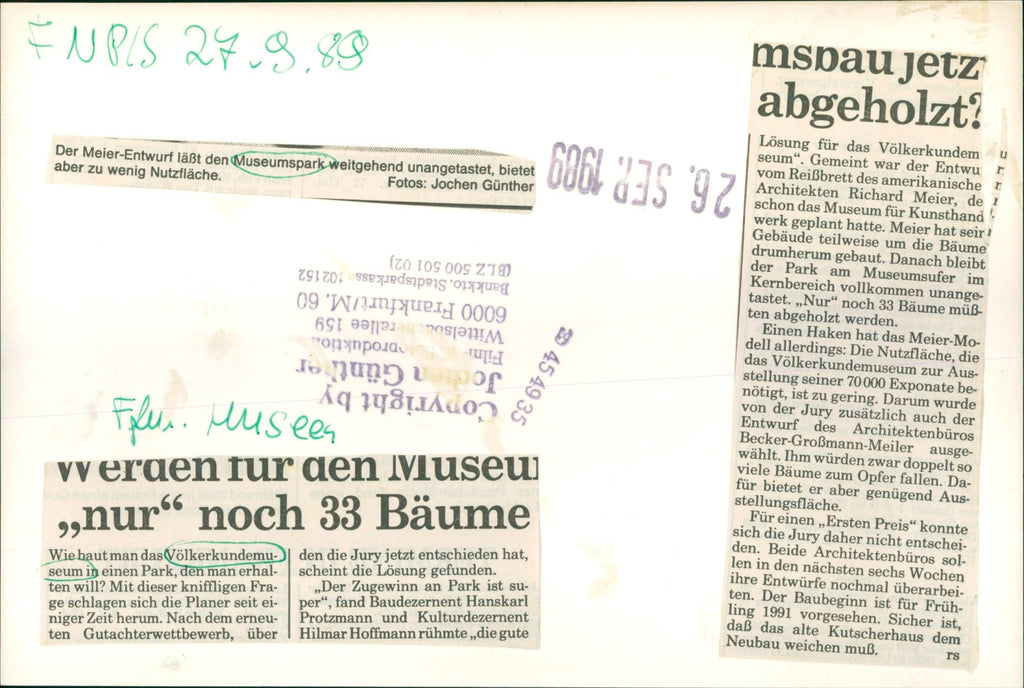 FNP/S 27.9.89
Der Meier-Entwurf läßt den Museumspark weitgehend unangetastet, bietet
aber zu wenig Nutzfläche.
Fotos: Jochen Günther
26. SEP. 1989
Copyright by
Jochen Günther
Film- u.
Wittelsbacherallee 159
6000 Frankfurt/M. 60
Bankkto. Stadtsparkasse 102152
(BLZ 500 501 02)
☎ 45 49 35
Ffm. Museen
Werden für den Museu
„nur“ noch 33 Bäume
Wie baut man das Völkerkundemu-
seum in einen Park, den man erhal-
ten will? Mit dieser kniffligen Fra-
ge schlagen sich die Planer seit ei-
niger Zeit herum. Nach dem erneu-
ten Gutachterwettbewerb, über
den die Jury jetzt entschieden hat,
scheint die Lösung gefunden.
„Der Zugewinn an Park ist su-
per“, fand Baudezernent Hanskarl
Protzmann und Kulturdezernent
Hilmar Hoffmann rühmte „die gute
msbau jetz
abgeholzt?
Lösung für das Völkerkundem
seum“. Gemeint war der Entwu
vom Reißbrett des amerikanische
Architekten Richard Meier, de
schon das Museum für Kunsthand
werk geplant hatte. Meier hat sein
Gebäude teilweise um die Bäume
drumherum gebaut. Danach bleibt
der Park am Museumsufer im
Kernbereich vollkommen unange-
tastet. „Nur“ noch 33 Bäume müß-
ten abgeholzt werden.
Einen Haken hat das Meier-Mo-
dell allerdings: Die Nutzfläche, die
das Völkerkundemuseum zur Aus-
stellung seiner 70 000 Exponate be-
nötigt, ist zu gering. Darum wurde
von der Jury zusätzlich auch der
Entwurf des Architektenbüros
Becker-Großmann-Meiler ausge-
wählt. Ihm würden zwar doppelt so
viele Bäume zum Opfer fallen. Da-
für bietet er aber genügend Aus-
stellungsfläche.
Für einen „Ersten Preis“ konnte
sich die Jury daher nicht entschei-
den. Beide Architektenbüros sol-
len in den nächsten sechs Wochen
ihre Entwürfe nochmal überarbei-
ten. Der Baubeginn ist für Früh-
ling 1991 vorgesehen. Sicher ist,
daß das alte Kutscherhaus dem
Neubau weichen muß. rs